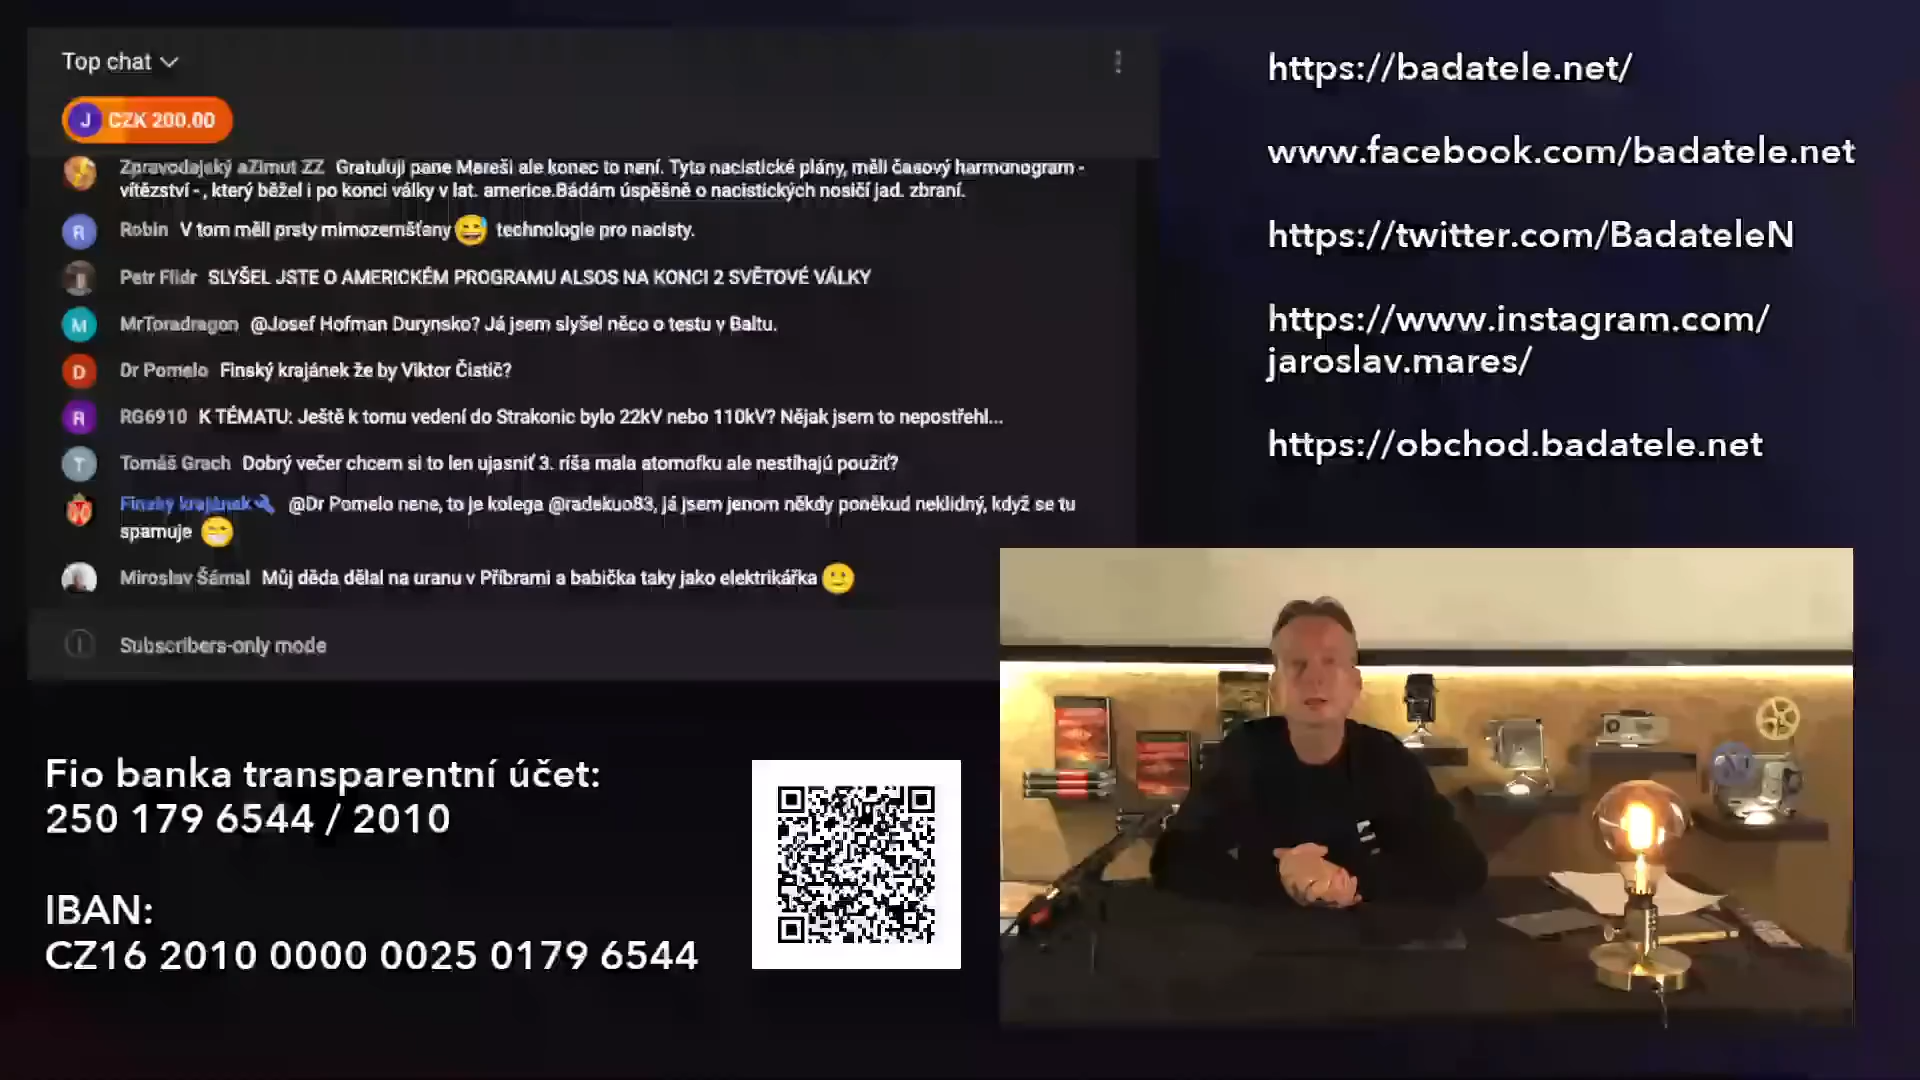 Top chat
J CZK 200.00
Zpravodajský aZimut ZZ Gratuluji pane Mareši ale konec to není. Tyto nacistické plány, měli časový harmonogram -
vítězství - , který běžel i po konci války v lat. americe.Bádám úspěšně o nacistických nosičí jad. zbraní.
R Robin V tom měli prsty mimozemšťany technologie pro nacisty.
Petr Flídr SLYŠEL JSTE O AMERICKÉM PROGRAMU ALSOS NA KONCI 2 SVĚTOVÉ VÁLKY
M MrToradragon @Josef Hofman Durynsko? Já jsem slyšel něco o testu v Baltu.
D Dr Pomelo Finský krajánek že by Viktor Čistič?
R RG6910 K TÉMATU: Ještě k tomu vedení do Strakonic bylo 22kV nebo 110kV? Nějak jsem to nepostřehl...
T Tomáš Grach Dobrý večer chcem si to len ujasniť 3. ríša mala atomofku ale nestíhajú použiť?
Finský krajánek @Dr Pomelo nene, to je kolega @radekuo83, já jsem jenom někdy poněkud neklidný, když se tu
spamuje
Miroslav Šámal Můj děda dělal na uranu v Příbrami a babička taky jako elektrikářka
Subscribers-only mode
https://badatele.net/
www.facebook.com/badatele.net
https://twitter.com/BadateleN
https://www.instagram.com/
jaroslav.mares/
https://obchod.badatele.net
Fio banka transparentní účet:
250 179 6544 / 2010
IBAN:
CZ16 2010 0000 0025 0179 6544